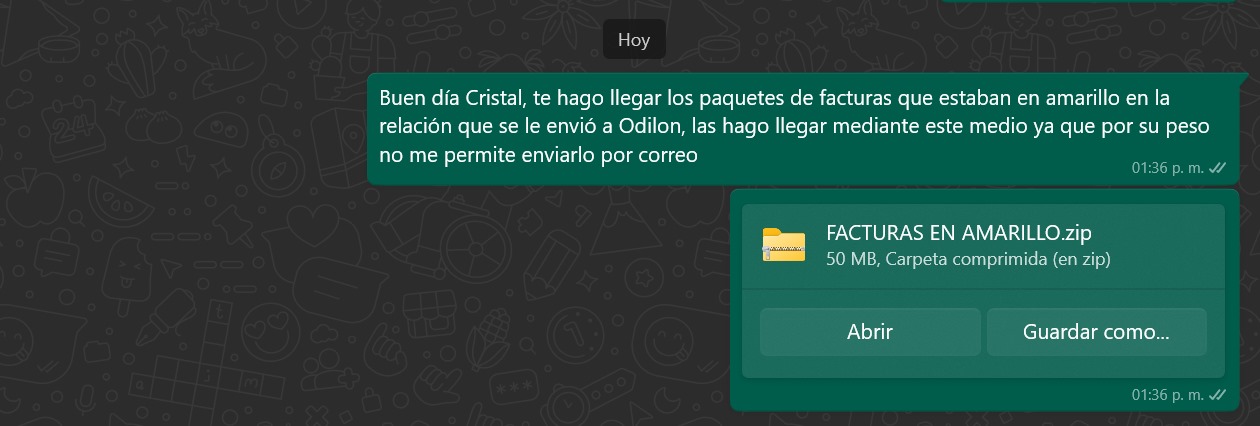 Hoy
Buen día Cristal, te hago llegar los paquetes de facturas que estaban en amarillo en la
relación que se le envió a Odilon, las hago llegar mediante este medio ya que por su peso
no me permite enviarlo por correo
01:36 p. m.
FACTURAS EN AMARILLO.zip
50 MB, Carpeta comprimida (en zip)
Abrir
Guardar como...
01:36 p. m.